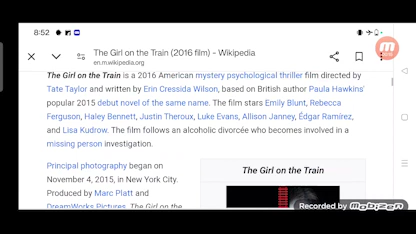 8:52
The Girl on the Train (2016 film) - Wikipedia
en.m.wikipedia.org
The Girl on the Train is a 2016 American mystery psychological thriller film directed by
Tate Taylor and written by Erin Cressida Wilson, based on British author Paula Hawkins'
popular 2015 debut novel of the same name. The film stars Emily Blunt, Rebecca
Ferguson, Haley Bennett, Justin Theroux, Luke Evans, Allison Janney, Édgar Ramírez,
and Lisa Kudrow. The film follows an alcoholic divorcée who becomes involved in a
missing person investigation.
Principal photography began on
November 4, 2015, in New York City.
Produced by Marc Platt and
DreamWorks Pictures, The Girl on the
The Girl on the Train
Recorded by Mobizen